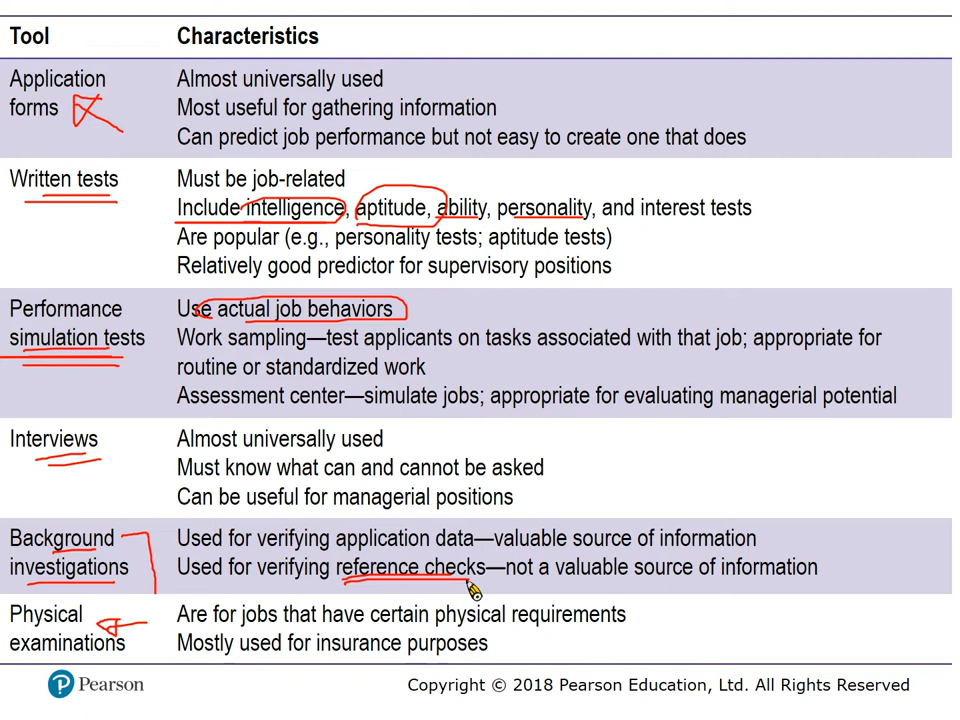 Tool Characteristics
Application forms
Almost universally used
Most useful for gathering information
Can predict job performance but not easy to create one that does
Written tests
Must be job-related
Include intelligence, aptitude, ability, personality, and interest tests
Are popular (e.g., personality tests; aptitude tests)
Relatively good predictor for supervisory positions
Performance
simulation tests
Use actual job behaviors
Work sampling—test applicants on tasks associated with that job; appropriate for
routine or standardized work
Assessment center—simulate jobs; appropriate for evaluating managerial potential
Interviews
Almost universally used
Must know what can and cannot be asked
Can be useful for managerial positions
Background
investigations
Used for verifying application data—valuable source of information
Used for verifying reference checks—not a valuable source of information
Physical
examinations
Are for jobs that have certain physical requirements
Mostly used for insurance purposes
P Pearson
Copyright © 2018 Pearson Education, Ltd. All Rights Reserved